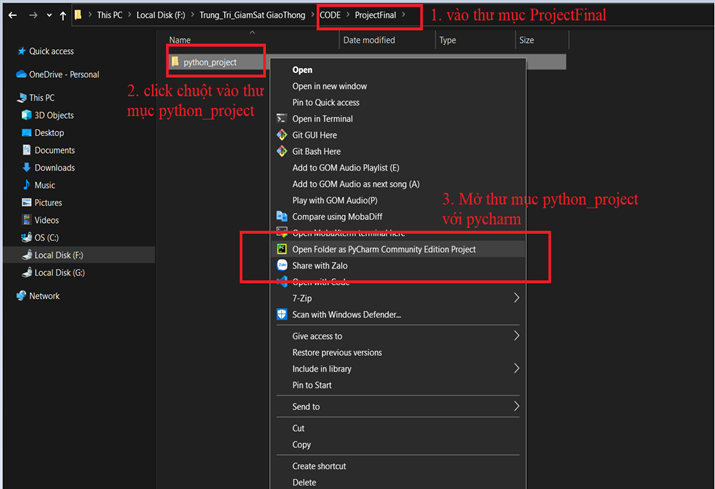 This PC > Local Disk (F:) > Trung_Tri_GiamSat GiaoThong > CODE > ProjectFinal >
1. vào thư mục ProjectFinal
Name Date modified Type Size
Quick access
OneDrive - Personal
This PC
3D Objects
Desktop
Documents
Downloads
Music
Pictures
Videos
OS (C:)
Local Disk (F:)
Local Disk (G:)
Network
python_project
2. click chuột vào thư
mục python_project
Open
Open in new window
Pin to Quick access
Open in Terminal
Git GUI Here
Git Bash Here
Add to GOM Audio Playlist (E)
Add to GOM Audio as next song (A)
Play with GOM Audio(P)
Compare using MobaDiff
Open MobaXterm terminal here
Open Folder as PyCharm Community Edition Project
Share with Zalo
Open with Code
7-Zip
Scan with Windows Defender...
Give access to
Restore previous versions
Include in library
Pin to Start
Send to
Cut
Copy
Create shortcut
Delete
3. Mở thư mục python_project
với pycharm